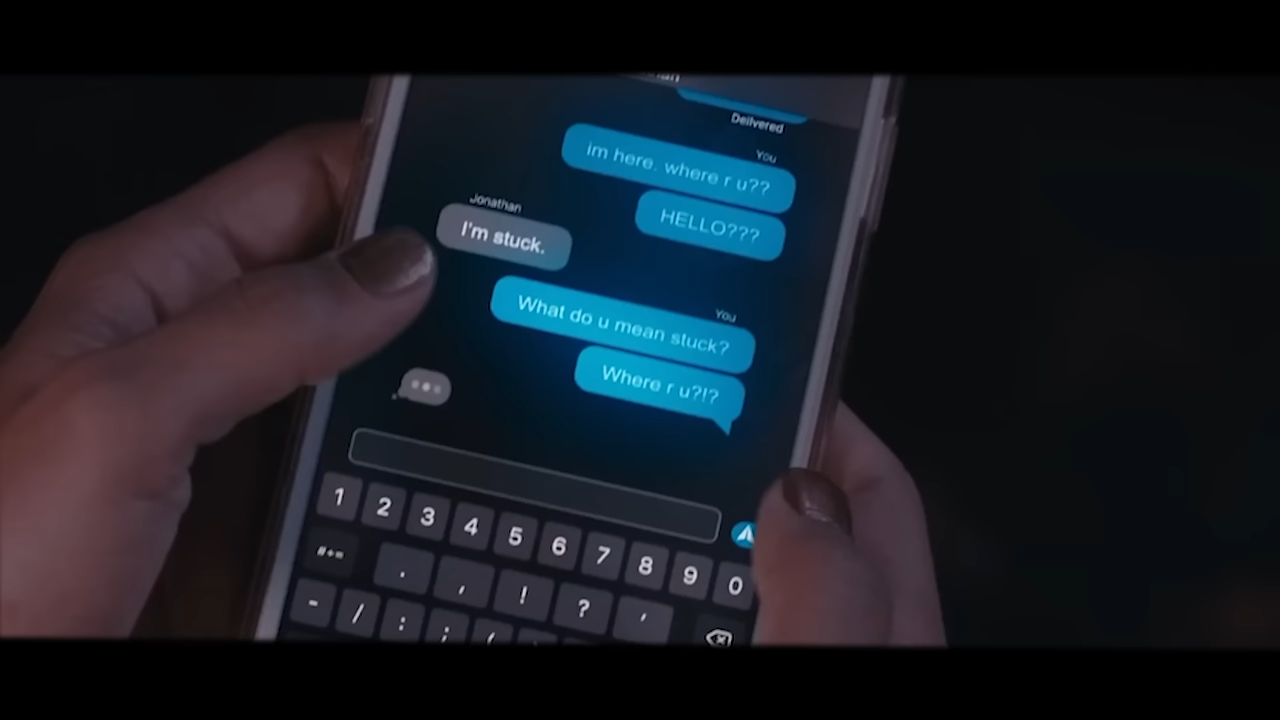 Delivered
You
im here. where r u??
HELLO???
Jonathan
I'm stuck.
You
What do u mean stuck?
Where r u?!?
1 2 3 4 5 6 7 8 9 0
#+= . , ! ? '
- / : ; (